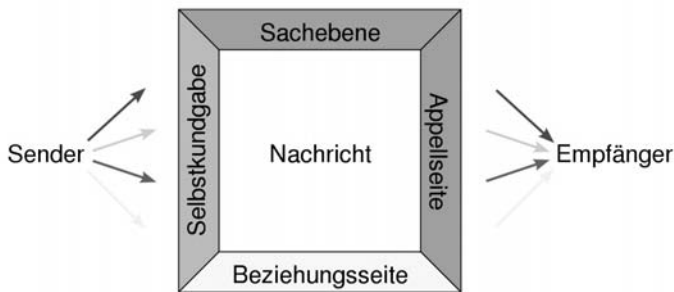 Sachebene
Selbstkundgabe
Appellseite
Sender
Nachricht
Empfänger
Beziehungsseite